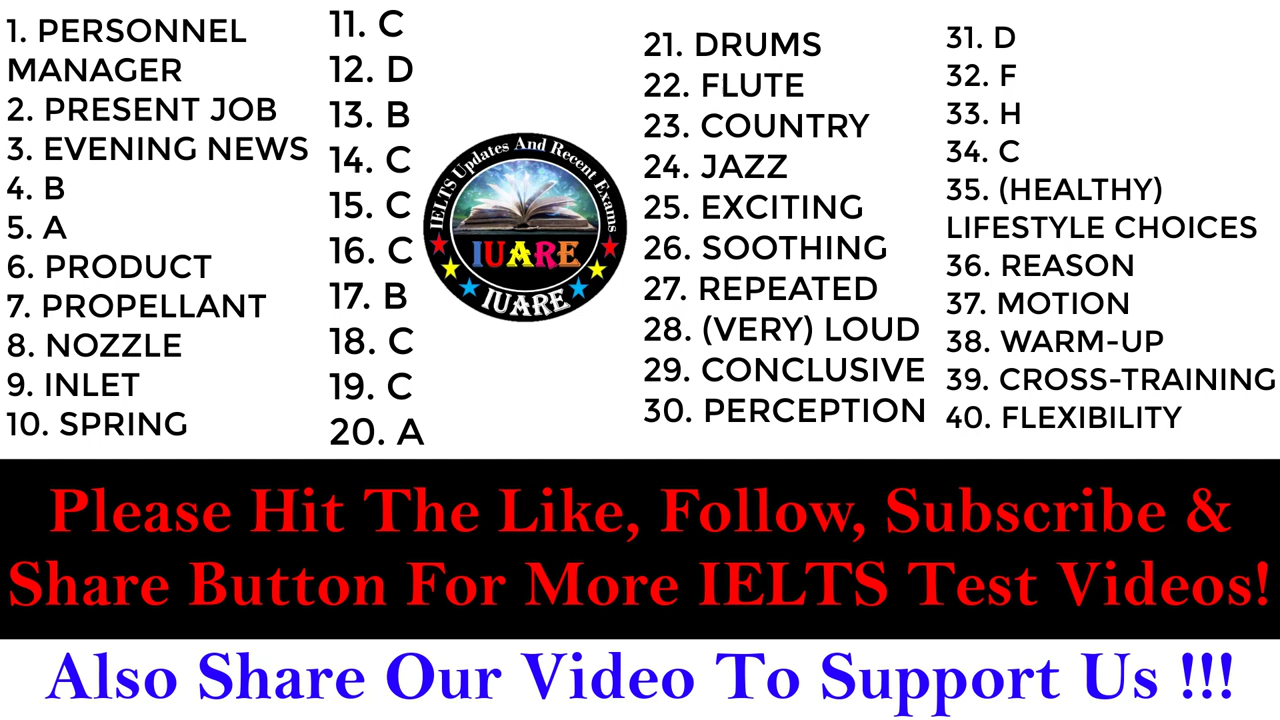 1. PERSONNEL
MANAGER
2. PRESENT JOB
3. EVENING NEWS
4. B
5. A
6. PRODUCT
7. PROPELLANT
8. NOZZLE
9. INLET
10. SPRING
11. C
12. D
13. B
14. C
15. C
16. C
17. B
18. C
19. C
20. A
IELTS Updates And Recent Exams
IUARE
IUARE
21. DRUMS
22. FLUTE
23. COUNTRY
24. JAZZ
25. EXCITING
26. SOOTHING
27. REPEATED
28. (VERY) LOUD
29. CONCLUSIVE
30. PERCEPTION
31. D
32. F
33. H
34. C
35. (HEALTHY)
LIFESTYLE CHOICES
36. REASON
37. MOTION
38. WARM-UP
39. CROSS-TRAINING
40. FLEXIBILITY
Please Hit The Like, Follow, Subscribe &
Share Button For More IELTS Test Videos!
Also Share Our Video To Support Us !!!